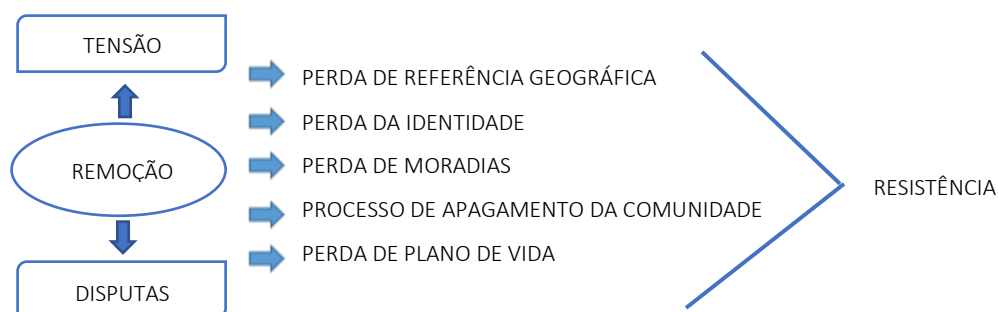 TENSÃO
PERDA DE REFERÊNCIA GEOGRÁFICA
PERDA DA IDENTIDADE
REMOÇÃO
PERDA DE MORADIAS
RESISTÊNCIA
PROCESSO DE APAGAMENTO DA COMUNIDADE
PERDA DE PLANO DE VIDA
DISPUTAS